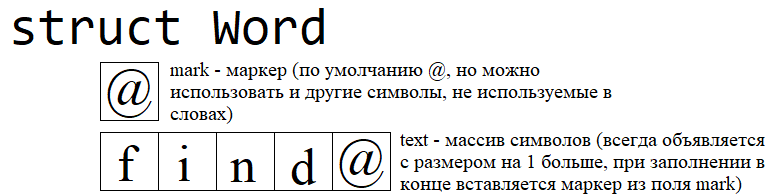 struct Word
@ mark - маркер (по умолчанию @, но можно
использовать и другие символы, не используемые в
словах)
find@ text - массив символов (всегда объявляется
с размером на 1 больше, при заполнении в
конце вставляется маркер из поля mark)